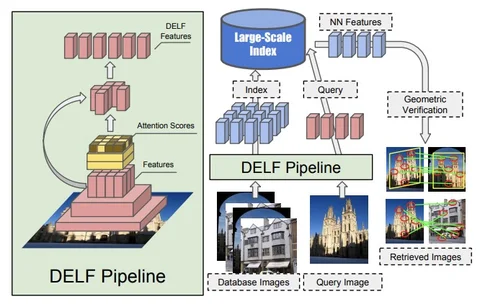 DELF
Features
Attention Scores
Features
DELF Pipeline
Large-Scale
Index
NN Features
Index
Query
Geometric
Verification
DELF Pipeline
Database Images
Query Image
Retrieved Images